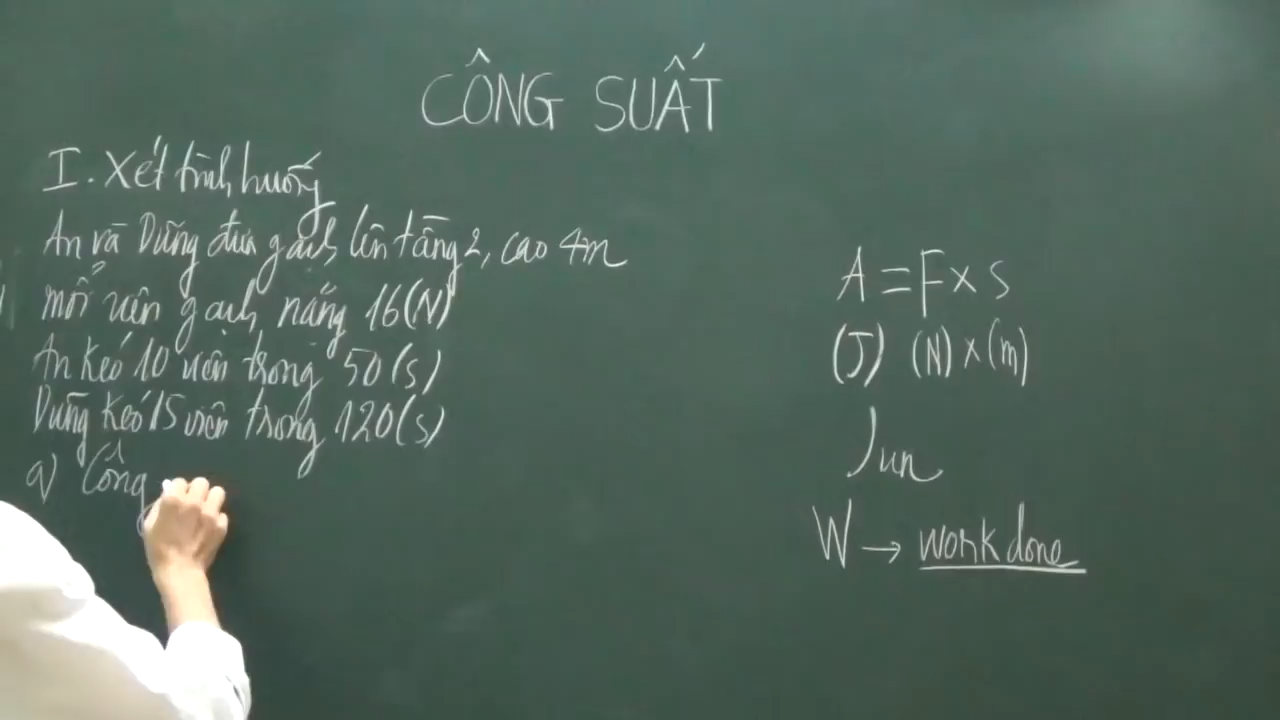 CÔNG SUẤT
I. Xét tình huống
An và Dũng đưa gạch lên tầng 2, cao 4m
mỗi viên gạch nặng 16(N)
An kéo 10 viên trong 50(s)
Dũng kéo 15 viên trong 120(s)
a) Công
A = F x s
(J) (N) x (m)
Jun
W → work done